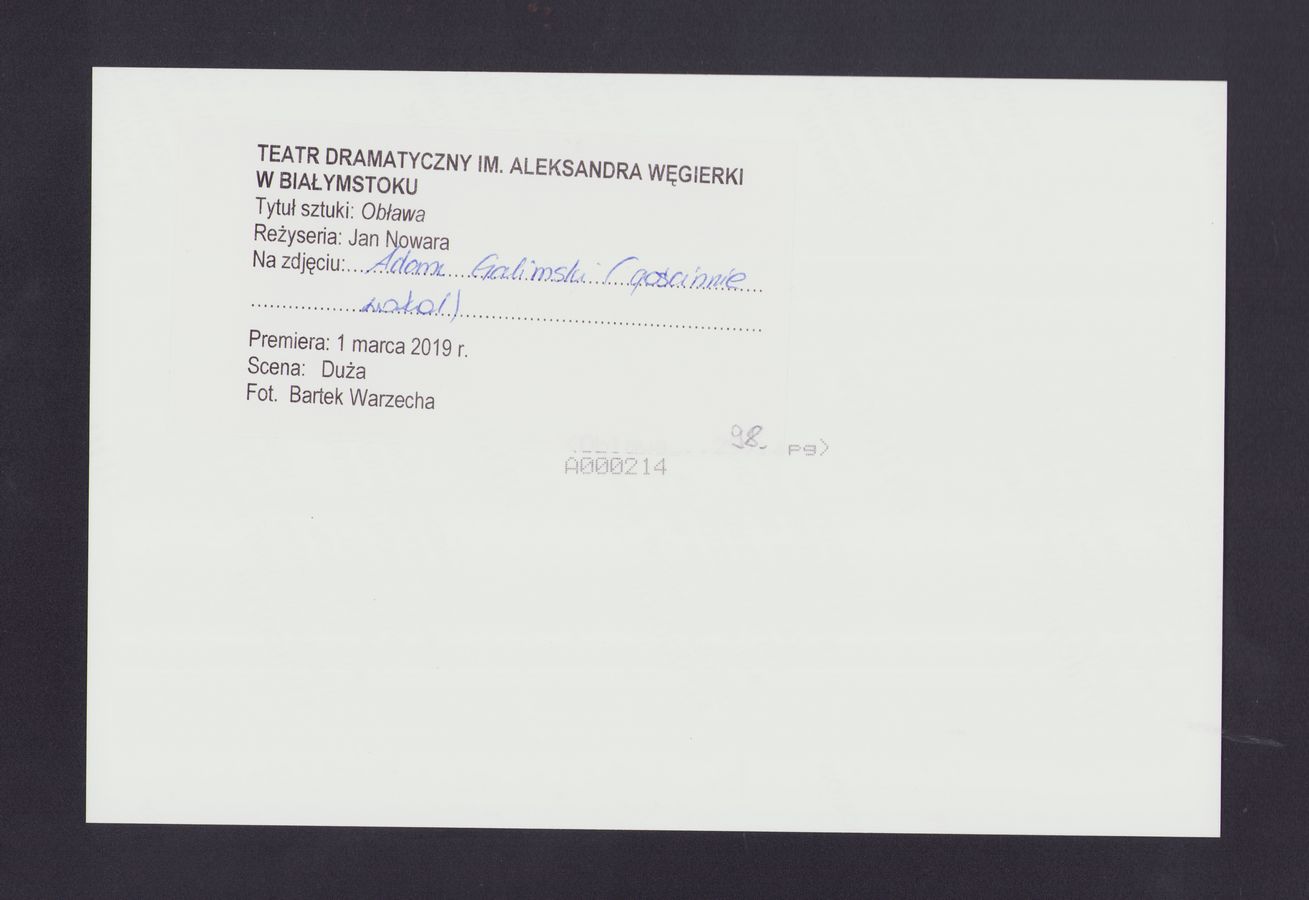 TEATR DRAMATYCZNY IM. ALEKSANDRA WĘGIERKI
W BIAŁYMSTOKU
Tytuł sztuki: Obława
Reżyseria: Jan Nowara
Na zdjęciu:....Adam Galimski (gościnnie
wokal)
Premiera: 1 marca 2019 r.
Scena: Duża
Fot. Bartek Warzecha
98. pg>
A000214